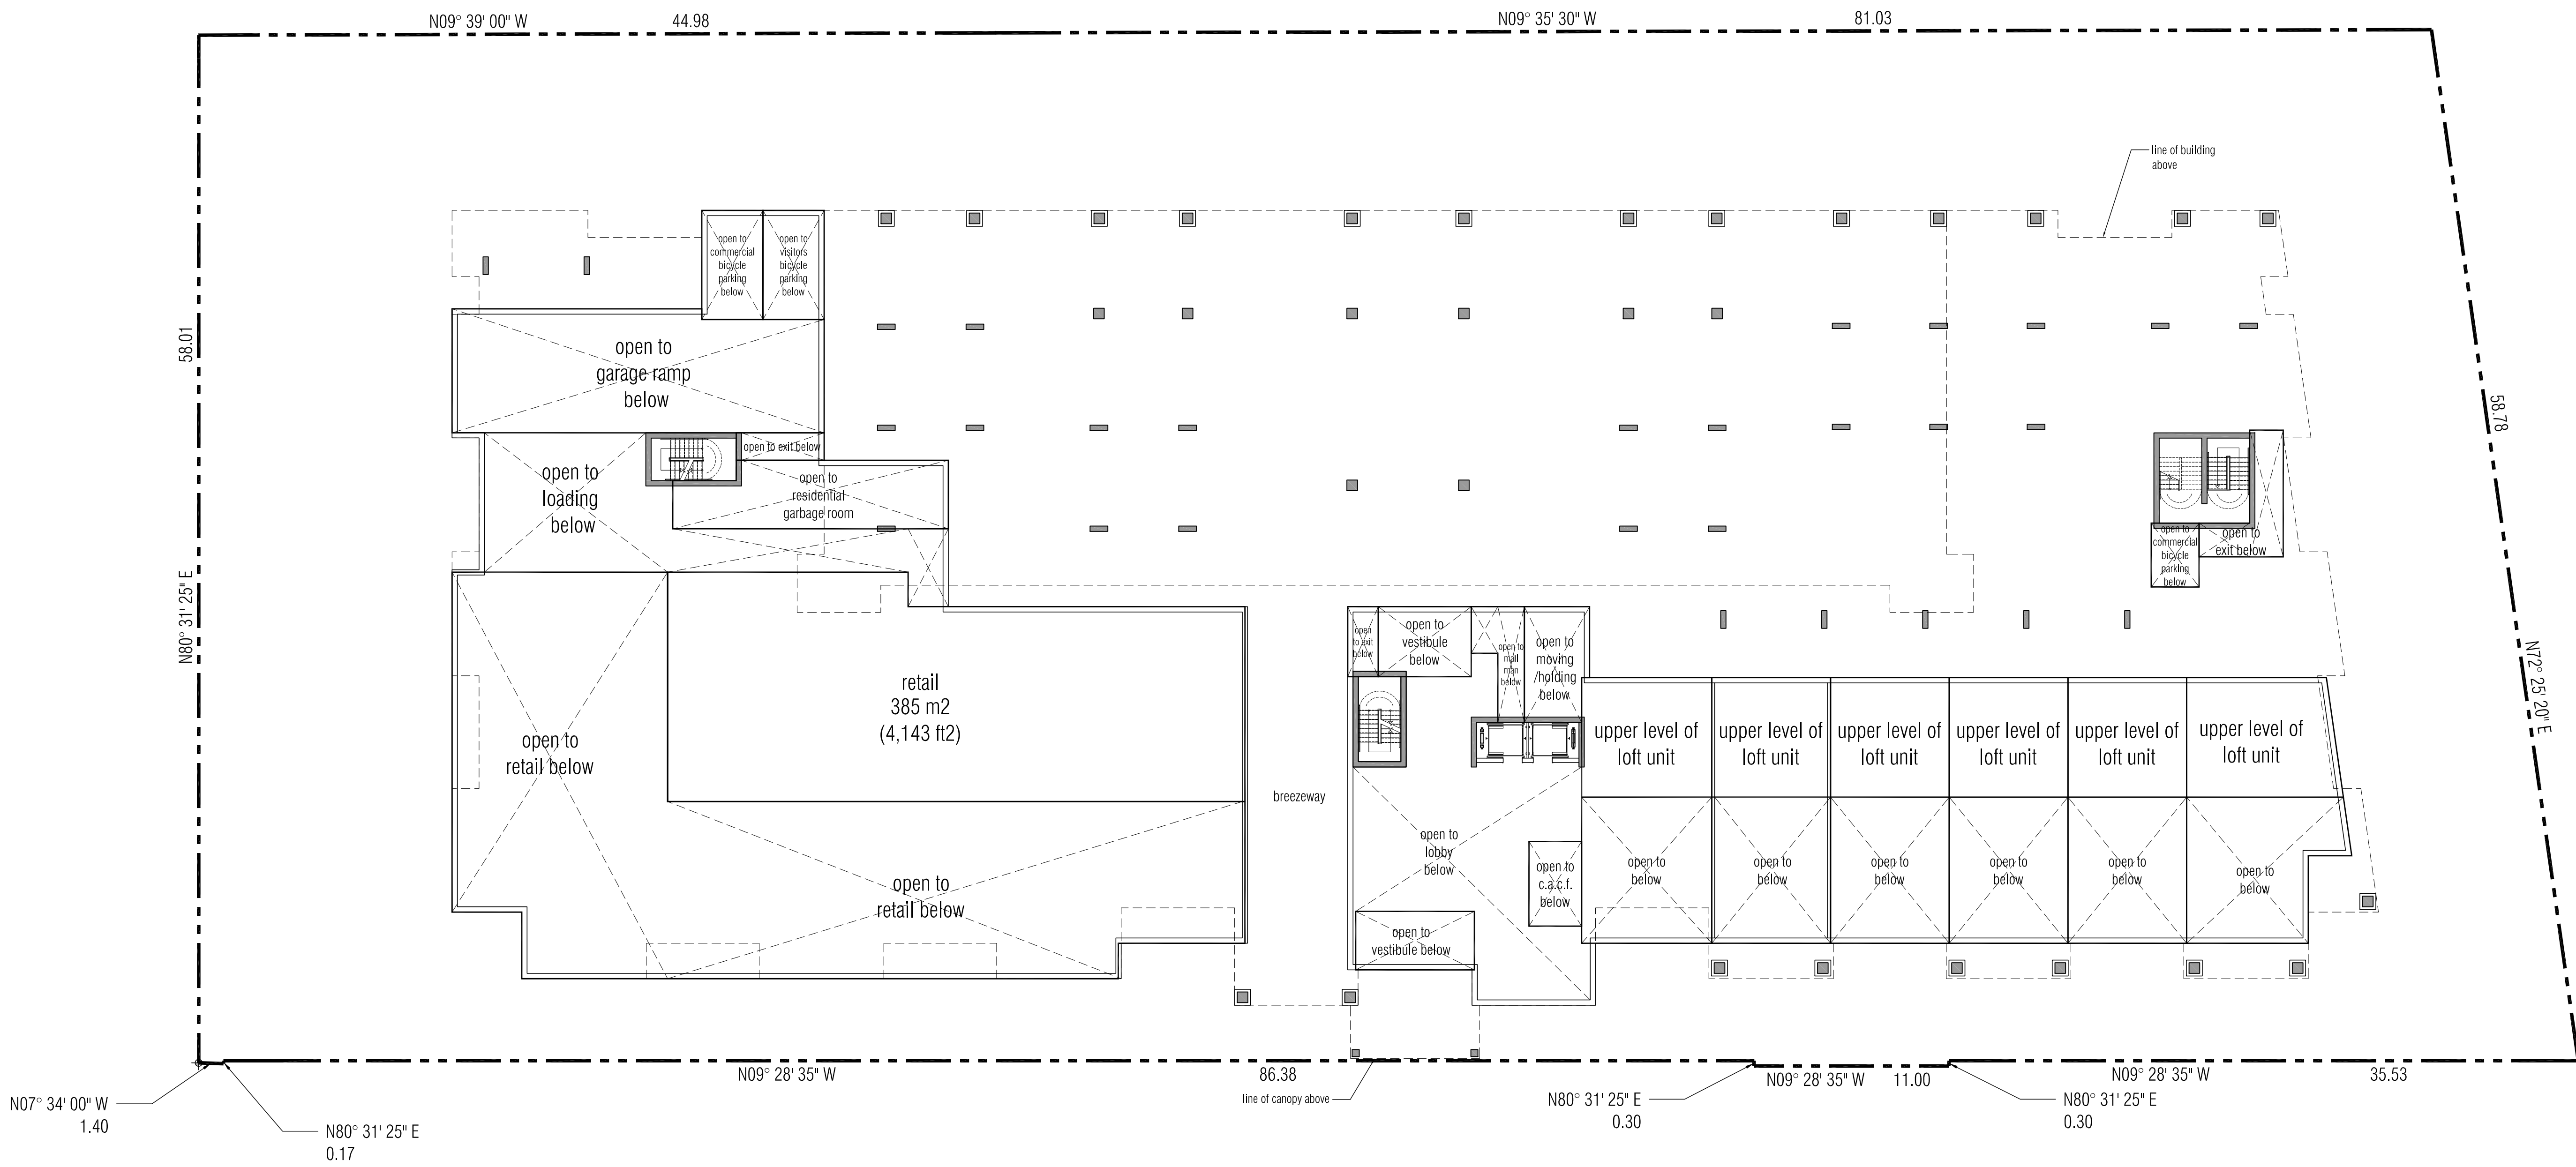 N09° 39' 00" W
44.98
N09° 35' 30" W
81.03
line of building
above
open to
commercial
bicycle
parking
below
open to
visitors
bicycle
parking
below
58.01
N80° 31' 25" E
58.78
N72° 25' 20" E
open to
garage ramp
below
open to exit below
open to
loading
below
open to
residential
garbage room
open to
commercial
bicycle
parking
below
open to
exit below
open
to exit
below
open to
vestibule
below
open to
mail
man
below
open to
moving
/holding
below
retail
385 m2
(4,143 ft2)
open to
retail below
upper level of
loft unit
upper level of
loft unit
upper level of
loft unit
upper level of
loft unit
upper level of
loft unit
upper level of
loft unit
breezeway
open to
lobby
below
open to
c.a.c.f.
below
open to
below
open to
below
open to
below
open to
below
open to
below
open to
below
open to
retail below
open to
vestibule below
N09° 28' 35" W
86.38
N09° 28' 35" W
11.00
N09° 28' 35" W
35.53
line of canopy above
N07° 34' 00" W
1.40
N80° 31' 25" E
0.17
N80° 31' 25" E
0.30
N80° 31' 25" E
0.30